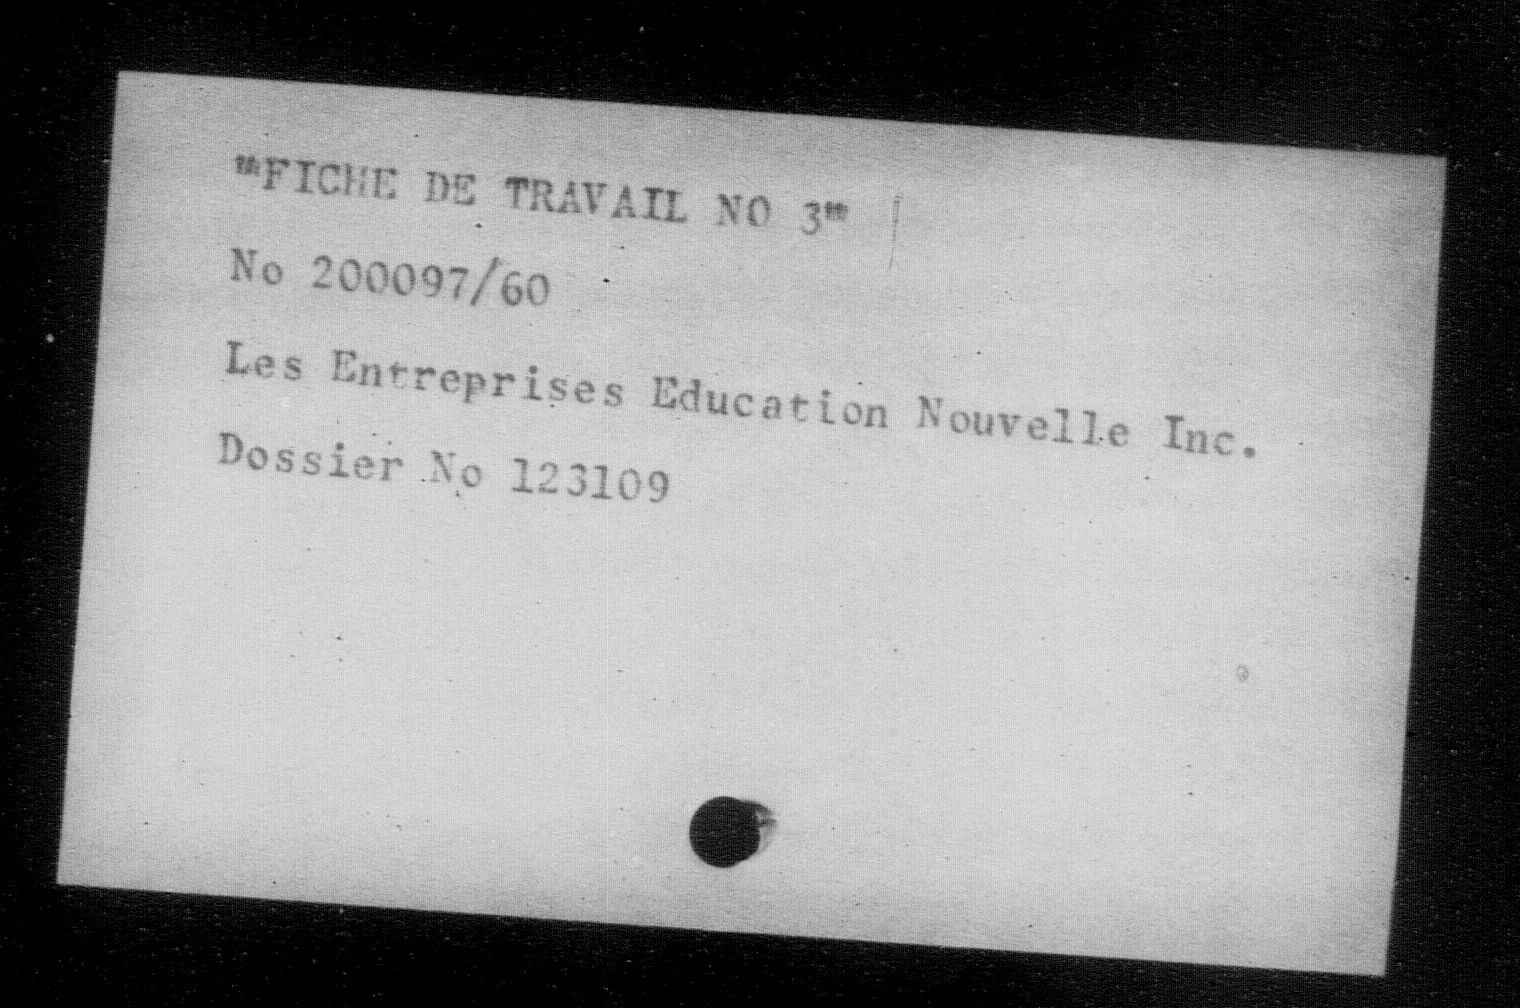 ""FICHE DE TRAVAIL NO 3""
No 200097/60
Les Entreprises Education Nouvelle Inc.
Dossier No 123109